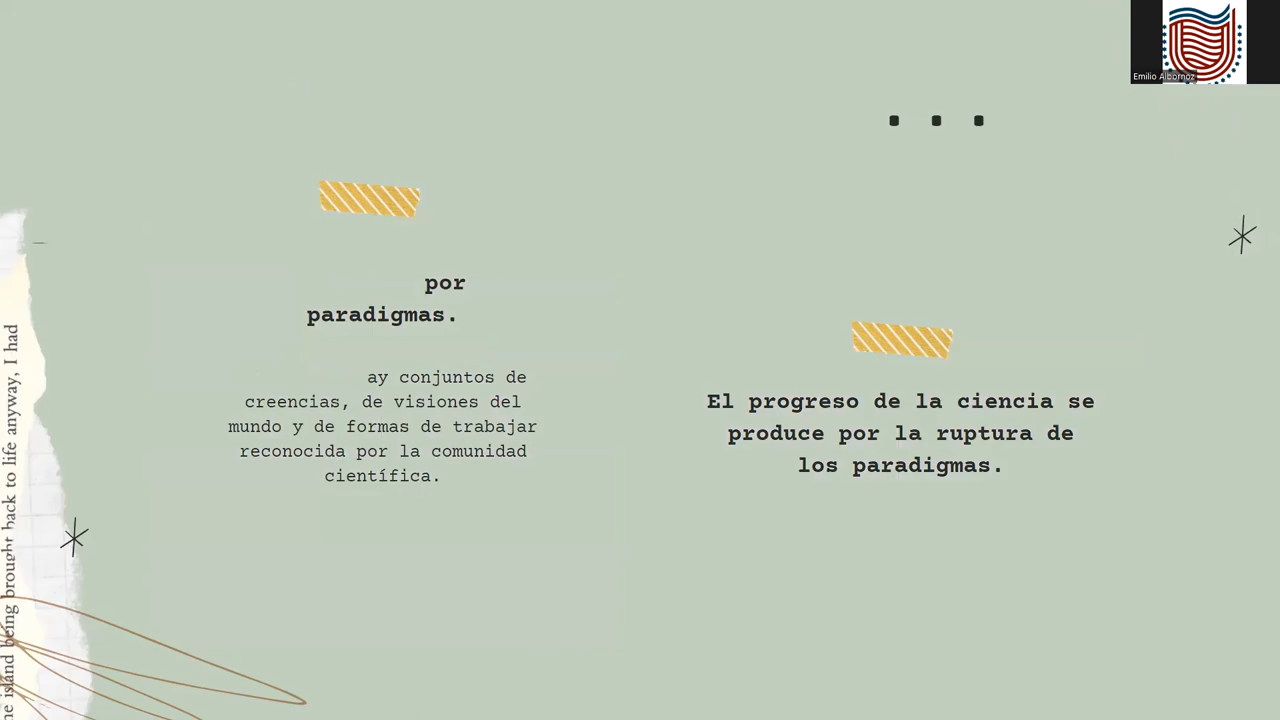 Emilio Albornoz
por
paradigmas.
ay conjuntos de
creencias, de visiones del
mundo y de formas de trabajar
reconocida por la comunidad
científica.
El progreso de la ciencia se
produce por la ruptura de
los paradigmas.
island being brought back to life anyway, I had